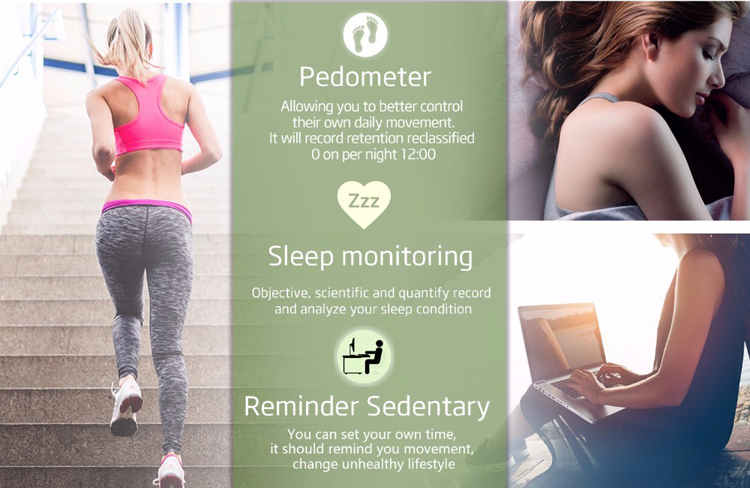 Pedometer
Allowing you to better control
their own daily movement.
It will record retention reclassified
0 on per night 12:00
Zzz
Sleep monitoring
Objective, scientific and quantify record
and analyze your sleep condition
Reminder Sedentary
You can set your own time,
it should remind you movement,
change unhealthy lifestyle